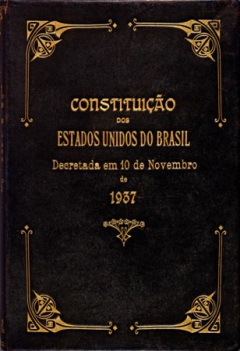 CONSTITUIÇÃO
DOS
ESTADOS UNIDOS DO BRASIL
Decretada em 10 de Novembro
de
1937